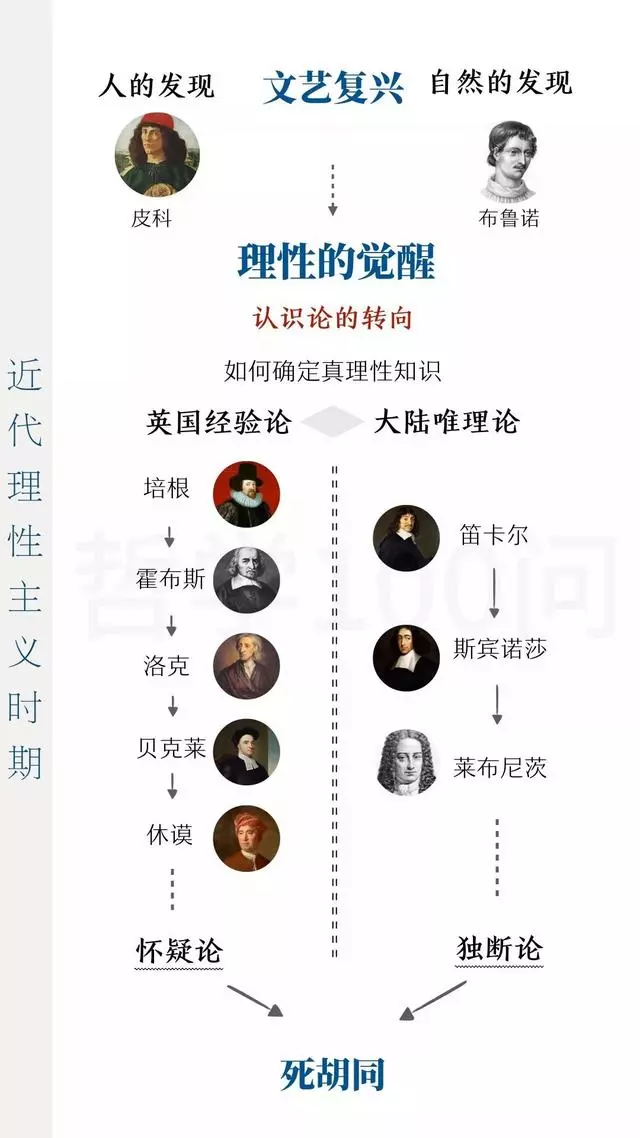 人的发现
文艺复兴
自然的发现
皮科
布鲁诺
理性的觉醒
认识论的转向
如何确定真理性知识
英国经验论
大陆唯理论
近代理性主义时期
培根
霍布斯
洛克
贝克莱
休谟
怀疑论
笛卡尔
斯宾诺莎
莱布尼茨
独断论
死胡同
哲学100问